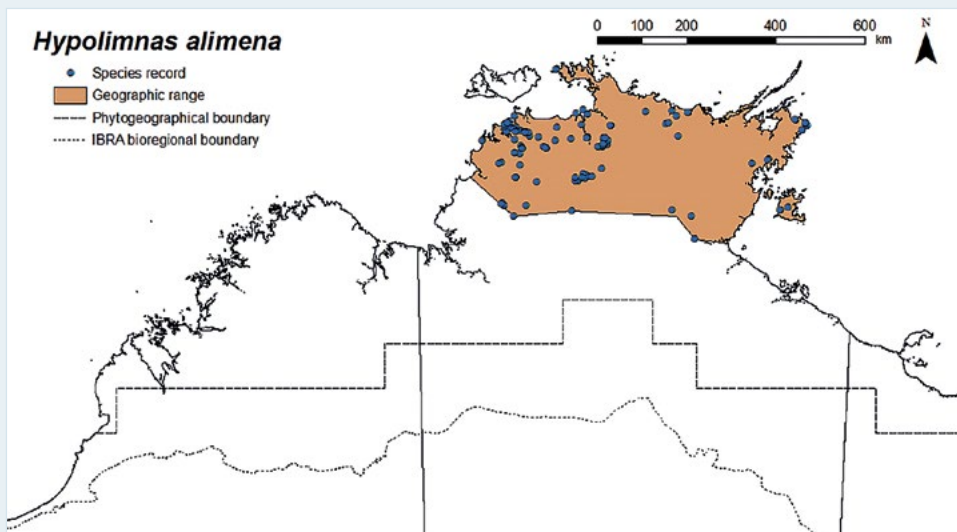 Hypolimnas alimena
Species record
Geographic range
Phytogeographical boundary
IBRA bioregional boundary
0 100 200 400 600
km
N